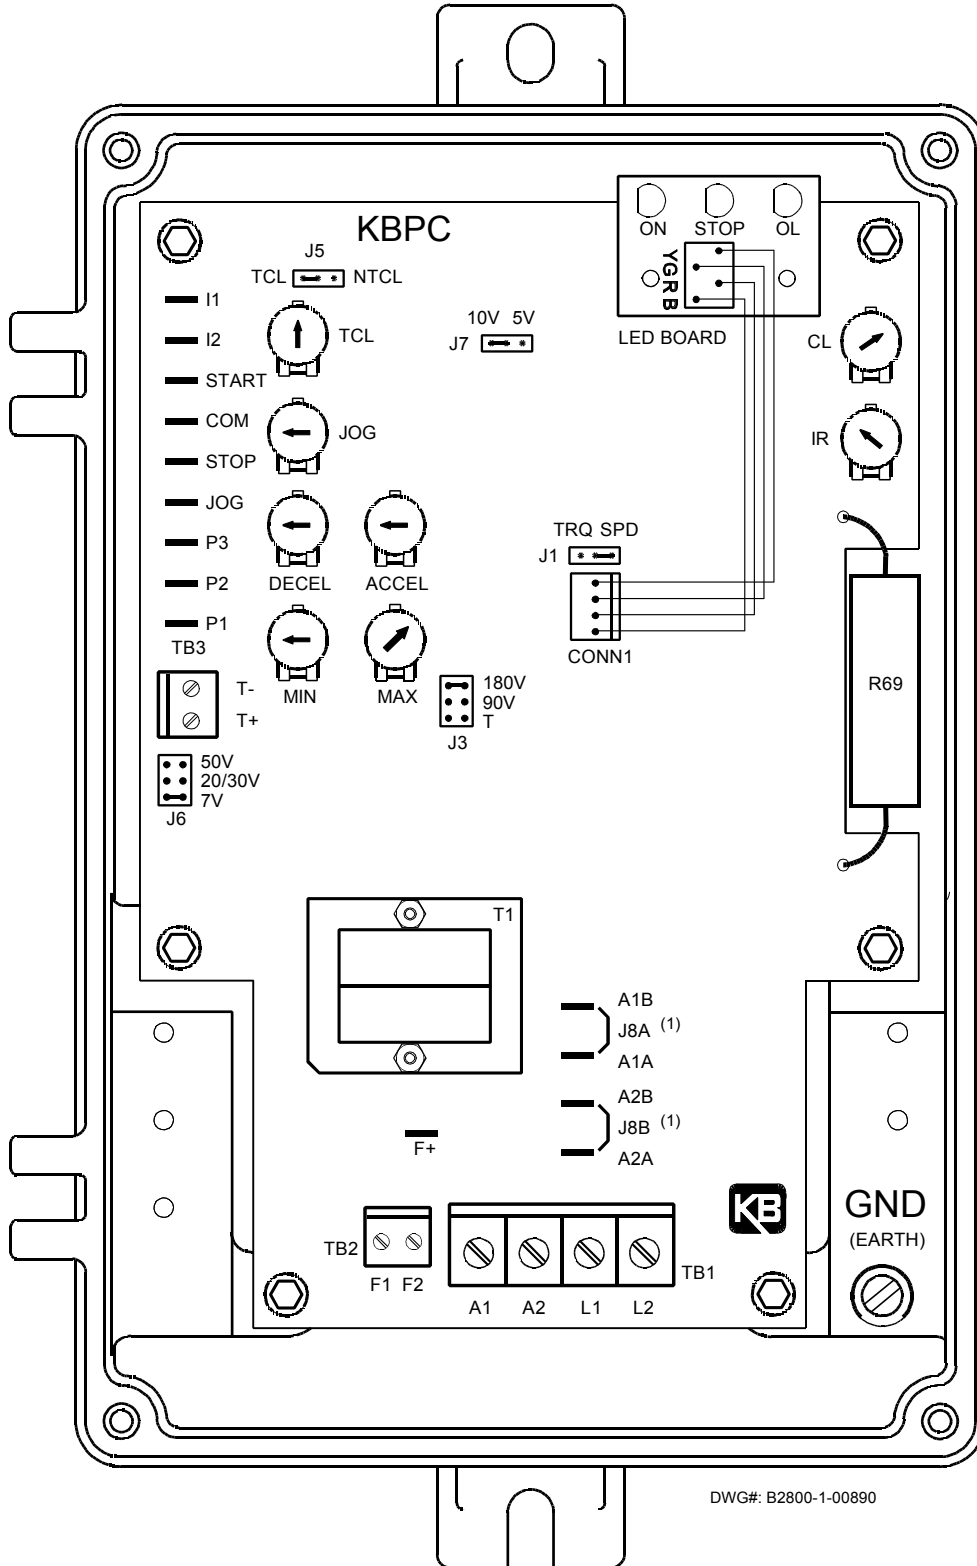 KBPC
J5
TCL NTCL
I1
I2
START
COM
STOP
JOG
P3
P2
P1
TCL
JOG
DECEL ACCEL
MIN MAX
10V 5V
J7
ON STOP OL
Y G R B
LED BOARD
CL
IR
TRQ SPD
J1
CONN1
R69
TB3
T-
T+
50V
20/30V
7V
J6
180V
90V
T
J3
T1
A1B
J8A (1)
A1A
A2B
J8B (1)
A2A
F+
KB
GND
(EARTH)
TB2
F1 F2
TB1
A1 A2 L1 L2
DWG#: B2800-1-00890